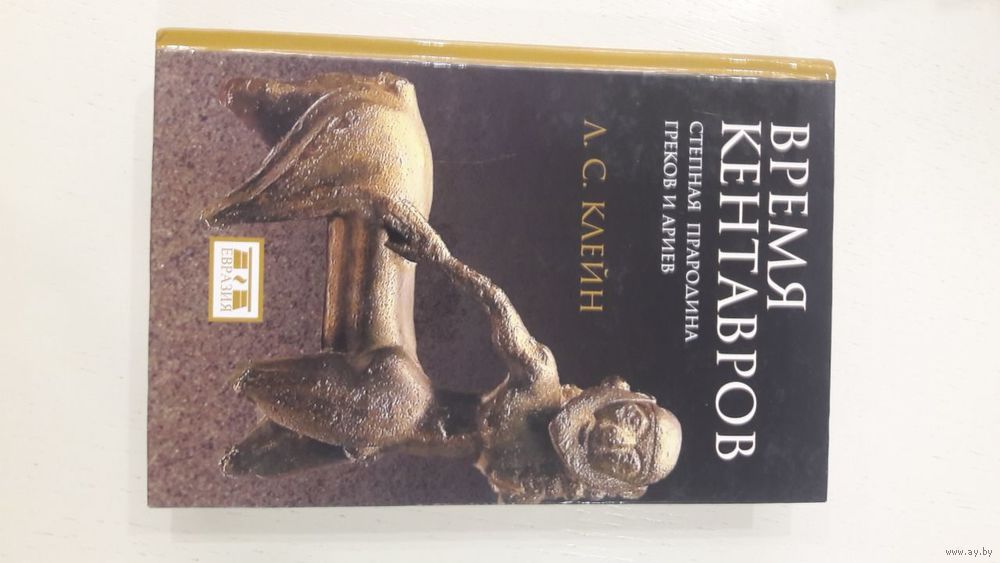 ВРЕМЯ
КЕНТАВРОВ
СТЕПНАЯ ПРАРОДИНА
ГРЕКОВ И АРИЕВ
Л. С. КЛЕЙН
ЕВРАЗИЯ
www.ay.by